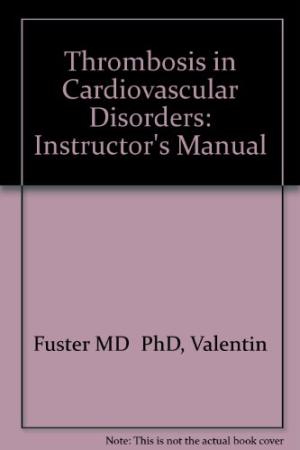 Thrombosis in
Cardiovascular
Disorders:
Instructor's Manual
Fuster MD  PhD, Valentin
Note: This is not the actual book cover